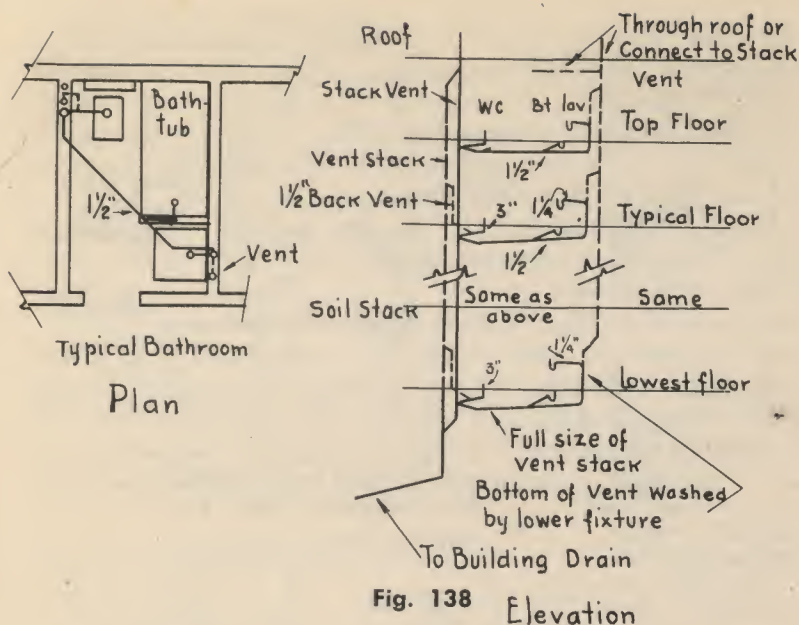 Bath-
tub
1½"
Vent
Typical Bathroom
Plan
Roof
Through roof or
Connect to Stack
Vent
Stack Vent
WC
Bt
lav
Top Floor
1½"
Vent Stack
1½" Back Vent
3"
1¼
Typical Floor
1½
Soil Stack
Same as
above
Same
1¼"
3"
lowest floor
Full size of
vent stack
Bottom of Vent Washed
by lower fixture
To Building Drain
Fig. 138
Elevation